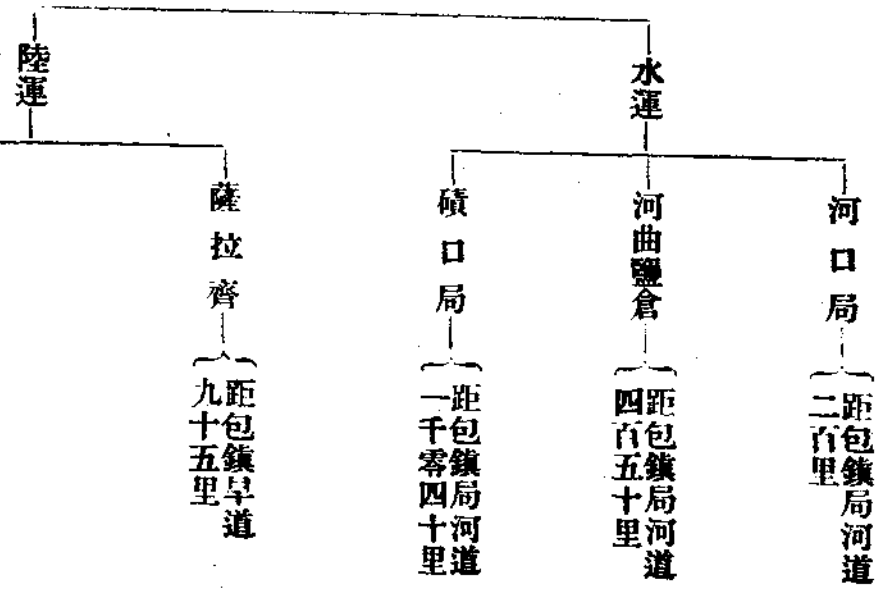 水運
河口局
距包鎮局河道
二百里
河曲鹽倉
距包鎮局河道
四百五十里
磧口局
距包鎮局河道
一千零四十里
陸運
薩拉齊
距包鎮旱道
九十五里